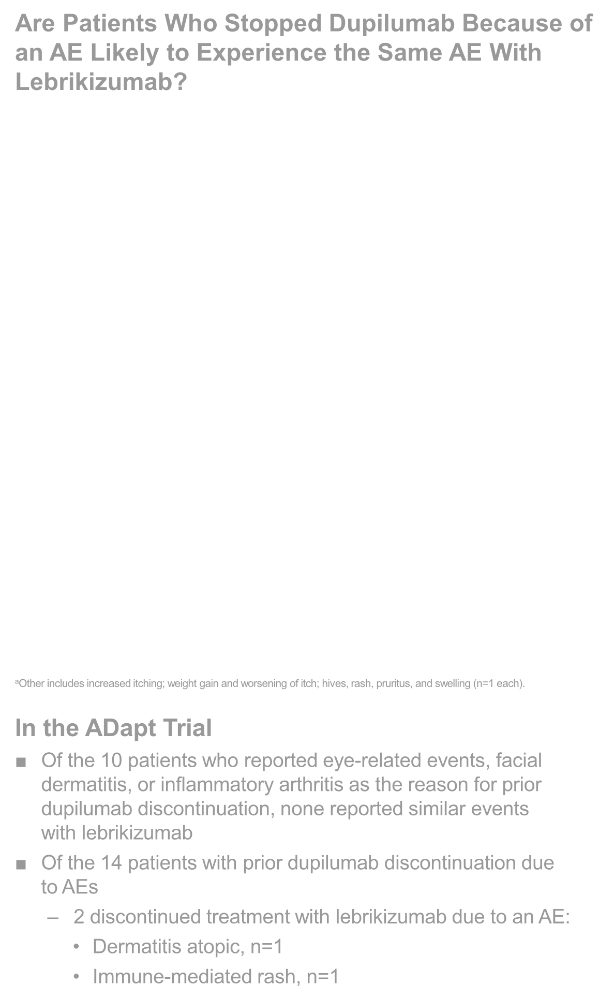 Are Patients Who Stopped Dupilumab Because of
an AE Likely to Experience the Same AE With
Lebrikizumab?
ᵃOther includes increased itching; weight gain and worsening of itch; hives, rash, pruritus, and swelling (n=1 each).
In the ADapt Trial
■ Of the 10 patients who reported eye-related events, facial
dermatitis, or inflammatory arthritis as the reason for prior
dupilumab discontinuation, none reported similar events
with lebrikizumab
■ Of the 14 patients with prior dupilumab discontinuation due
to AEs
– 2 discontinued treatment with lebrikizumab due to an AE:
• Dermatitis atopic, n=1
• Immune-mediated rash, n=1